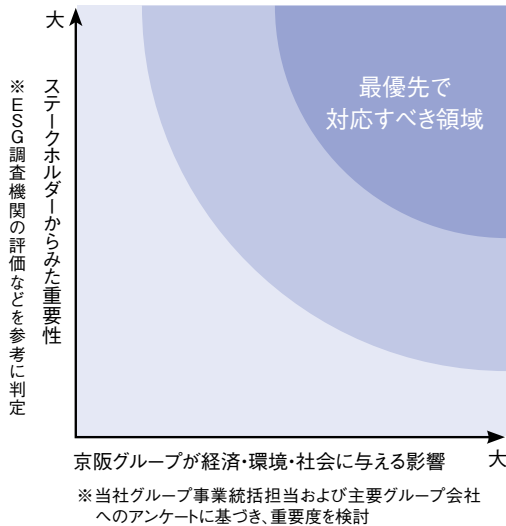 大
ステークホルダーからみた重要性
※ESG調査機関の評価などを参考に判定
最優先で
対応すべき領域
京阪グループが経済・環境・社会に与える影響
大
※当社グループ事業統括担当および主要グループ会社
へのアンケートに基づき、重要度を検討